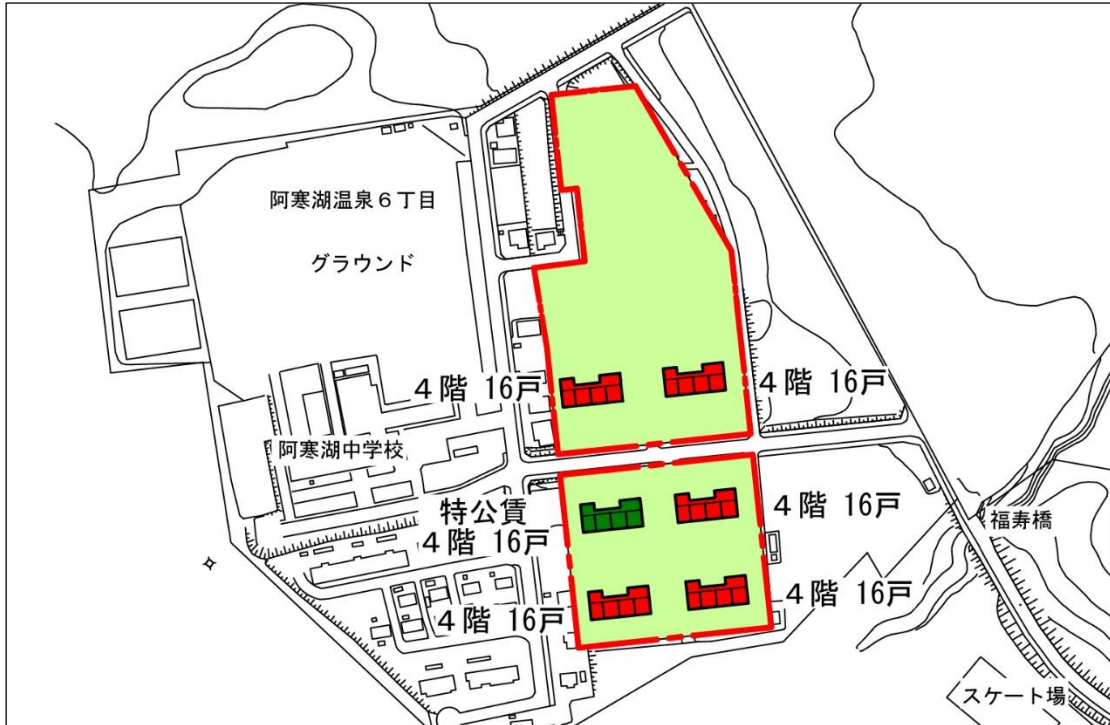 阿寒湖温泉６丁目
グラウンド
４階 16戸
４階 16戸
阿寒湖中学校
特公賃
４階 16戸
４階 16戸
福寿橋
４階 16戸
４階 16戸
スケート場